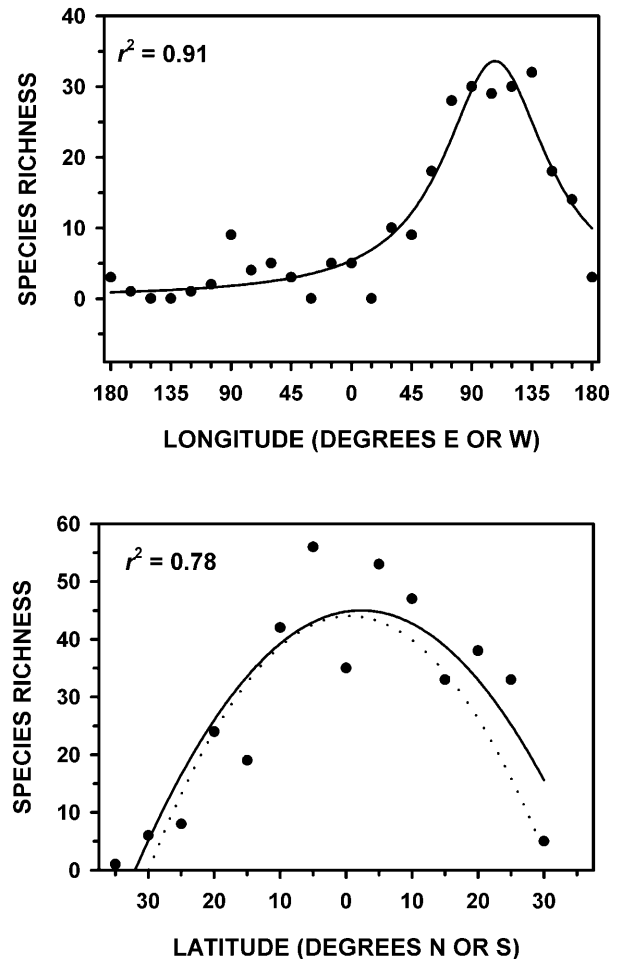 40
r² = 0.91
30
20
10
0
SPECIES RICHNESS
180 135 90 45 0 45 90 135 180
LONGITUDE (DEGREES E OR W)
60
r² = 0.78
50
40
30
20
10
0
SPECIES RICHNESS
30 20 10 0 10 20 30
LATITUDE (DEGREES N OR S)